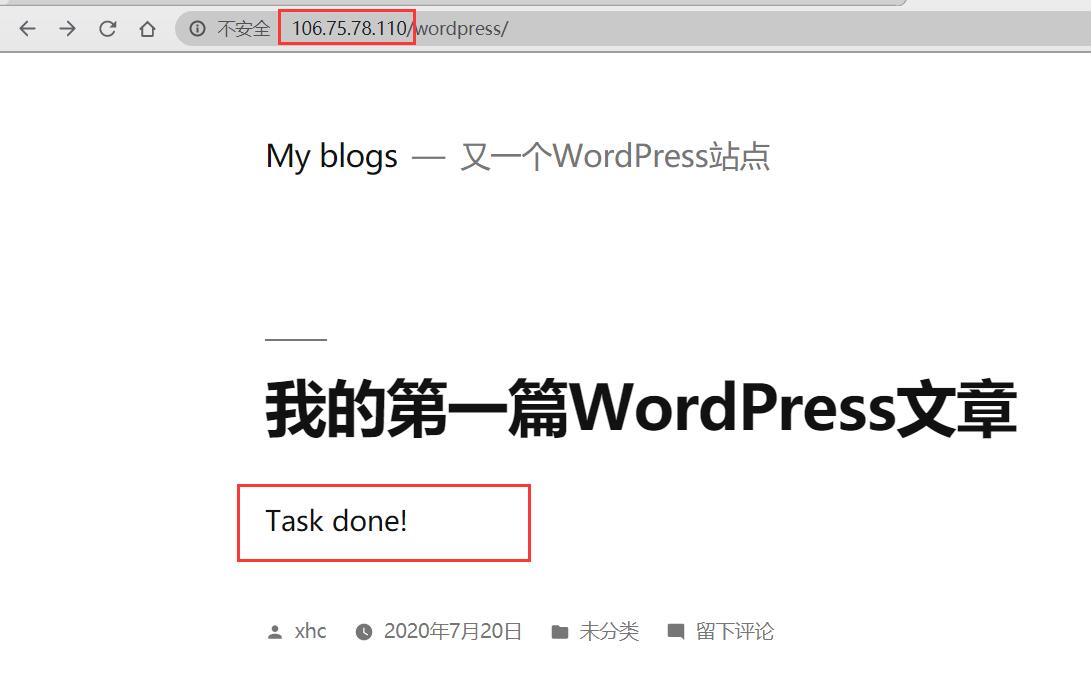 不安全 106.75.78.110/wordpress/
My blogs — 又一个WordPress站点
我的第一篇WordPress文章
Task done!
xhc 2020年7月20日 未分类 留下评论